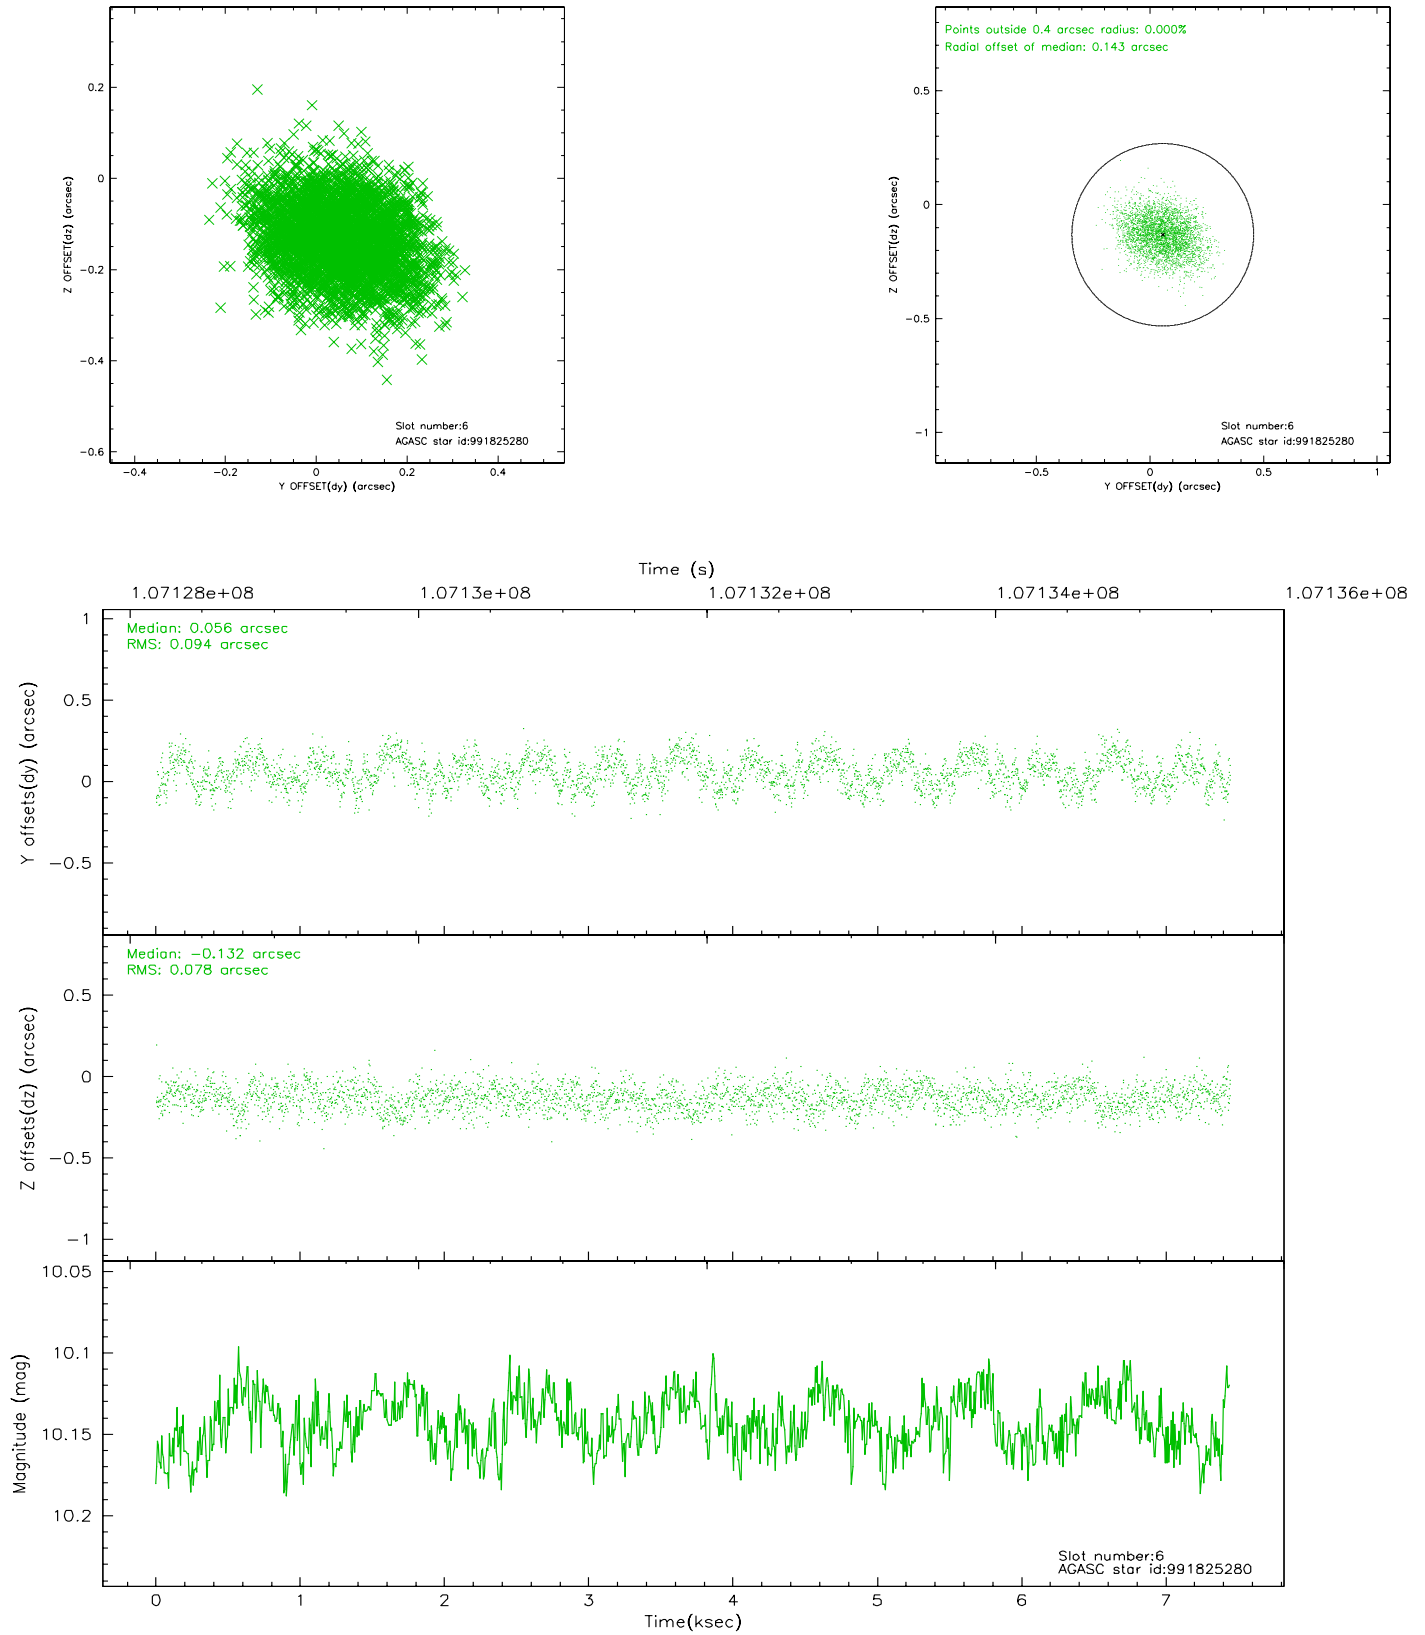 0.2
0
−0.2
−0.4
−0.6
Z OFFSET(dz) (arcsec)
Slot number:6
AGASC star id:991825280
−0.4
−0.2
0
0.2
0.4
Y OFFSET(dy) (arcsec)
Points outside 0.4 arcsec radius: 0.000%
Radial offset of median: 0.143 arcsec
0.5
0
−0.5
−1
Z OFFSET(dz) (arcsec)
Slot number:6
AGASC star id:991825280
−0.5
0
0.5
1
Y OFFSET(dy) (arcsec)
Time (s)
1.07128e+08
1.0713e+08
1.07132e+08
1.07134e+08
1.07136e+08
Median: 0.056 arcsec
RMS: 0.094 arcsec
1
0.5
0
−0.5
Y offsets(dy) (arcsec)
Median: −0.132 arcsec
RMS: 0.078 arcsec
0.5
0
−0.5
−1
Z offsets(dz) (arcsec)
10.05
10.1
10.15
10.2
Magnitude (mag)
Slot number:6
AGASC star id:991825280
0
1
2
3
4
5
6
7
Time(ksec)